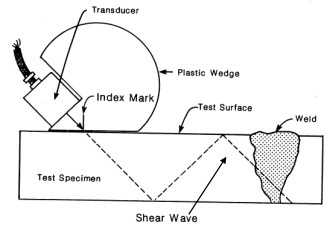 Transducer
Plastic Wedge
Index Mark
Test Surface
Weld
Test Specimen
Shear Wave